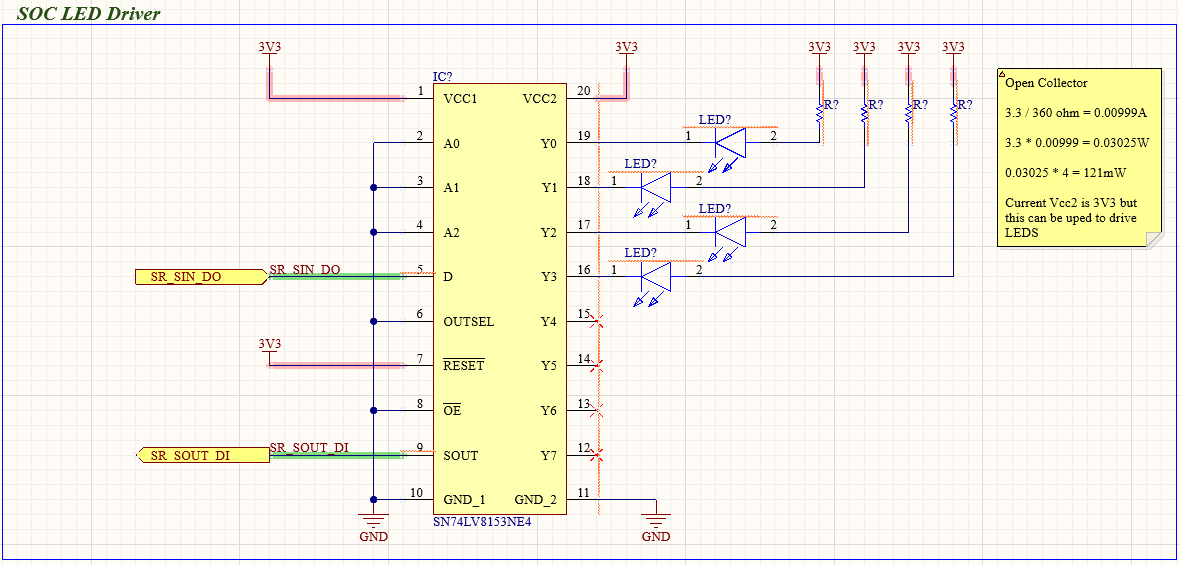 SOC LED Driver
3V3
3V3
3V3
3V3
3V3
3V3
IC?
1
VCC1
VCC2
20
2
A0
Y0
19
3
A1
Y1
18
4
A2
Y2
17
SR_SIN_DO
SR_SIN_DO
5
D
Y3
16
6
OUTSEL
Y4
15
3V3
7
RESET
Y5
14
8
OE
Y6
13
SR_SOUT_DI
SR_SOUT_DI
9
SOUT
Y7
12
10
GND_1
GND_2
11
SN74LV8153NE4
GND
GND
LED?
1
2
LED?
1
2
LED?
1
2
LED?
1
2
R?
R?
R?
R?
Open Collector
3.3 / 360 ohm = 0.00999A
3.3 * 0.00999 = 0.03025W
0.03025 * 4 = 121mW
Current Vcc2 is 3V3 but
this can be uped to drive
LEDS